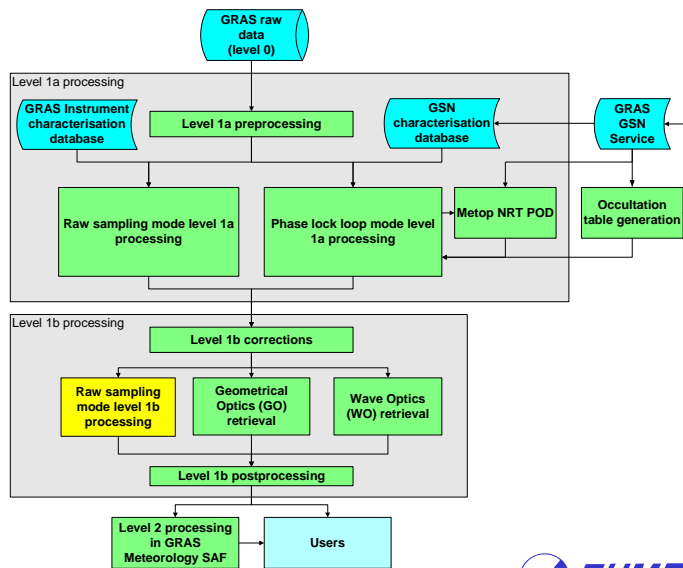 GRAS raw
data
(level 0)
Level 1a processing
GRAS Instrument
characterisation
database
Level 1a preprocessing
GSN
characterisation
database
GRAS
GSN
Service
Raw sampling mode level 1a
processing
Phase lock loop mode level
1a processing
Metop NRT POD
Occultation
table generation
Level 1b processing
Level 1b corrections
Raw sampling
mode level 1b
processing
Geometrical
Optics (GO)
retrieval
Wave Optics
(WO) retrieval
Level 1b postprocessing
Level 2 processing
in GRAS
Meteorology SAF
Users